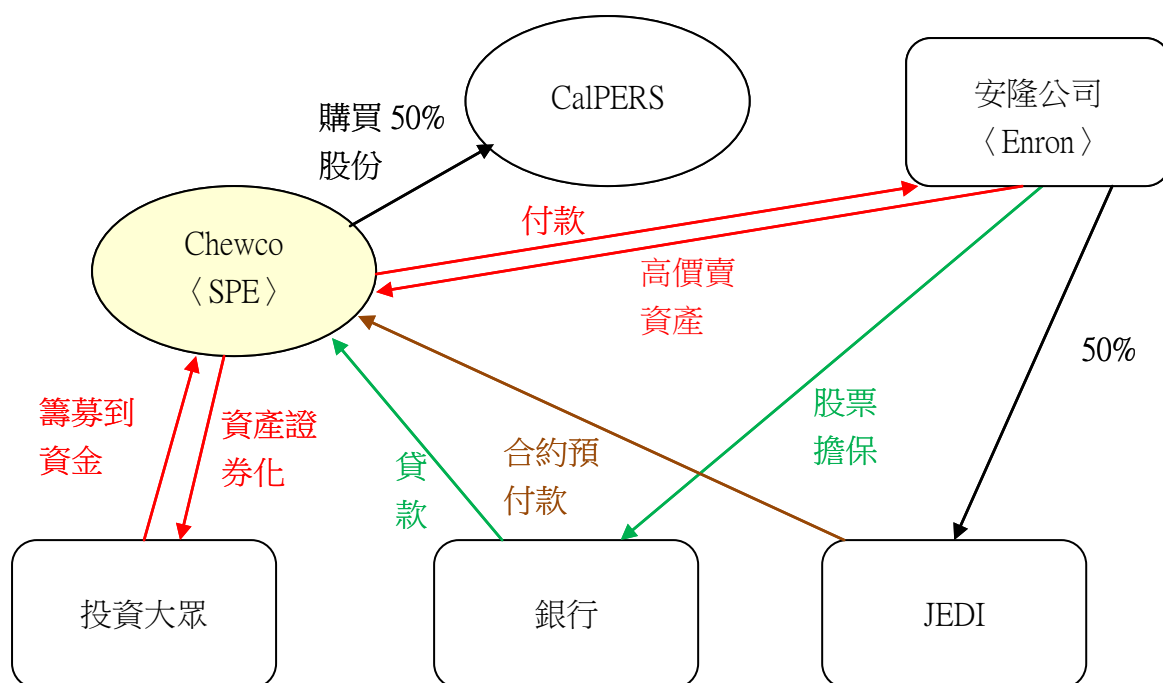 CalPERS
安隆公司
〈Enron〉
購買 50%
股份
Chewco
〈SPE〉
付款
高價賣
資產
50%
籌募到
資金
資產證
券化
貸
款
合約預
付款
股票
擔保
投資大眾
銀行
JEDI